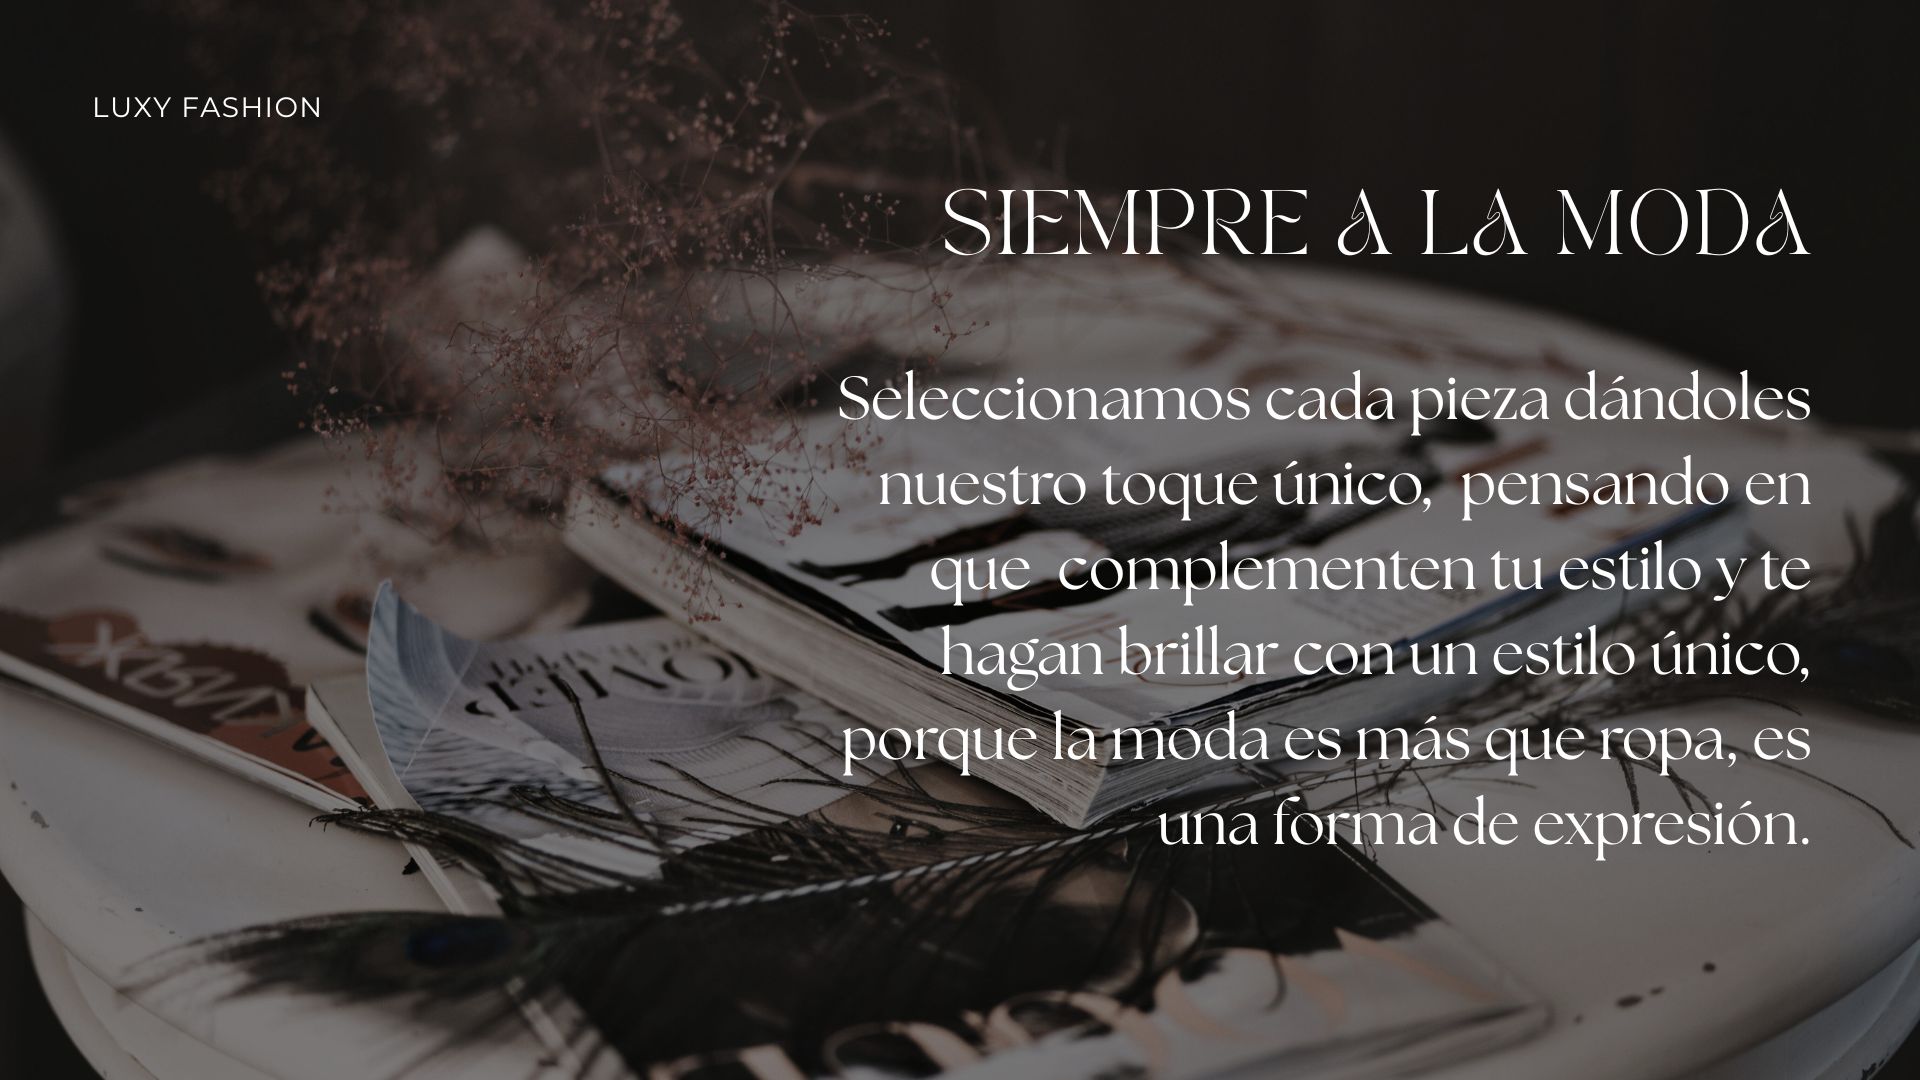 LUXY FASHION
SIEMPRE A LA MODA
Seleccionamos cada pieza dándoles
nuestro toque único,  pensando en
que  complementen tu estilo y te
hagan brillar con un estilo único,
porque la moda es más que ropa, es
una forma de expresión.